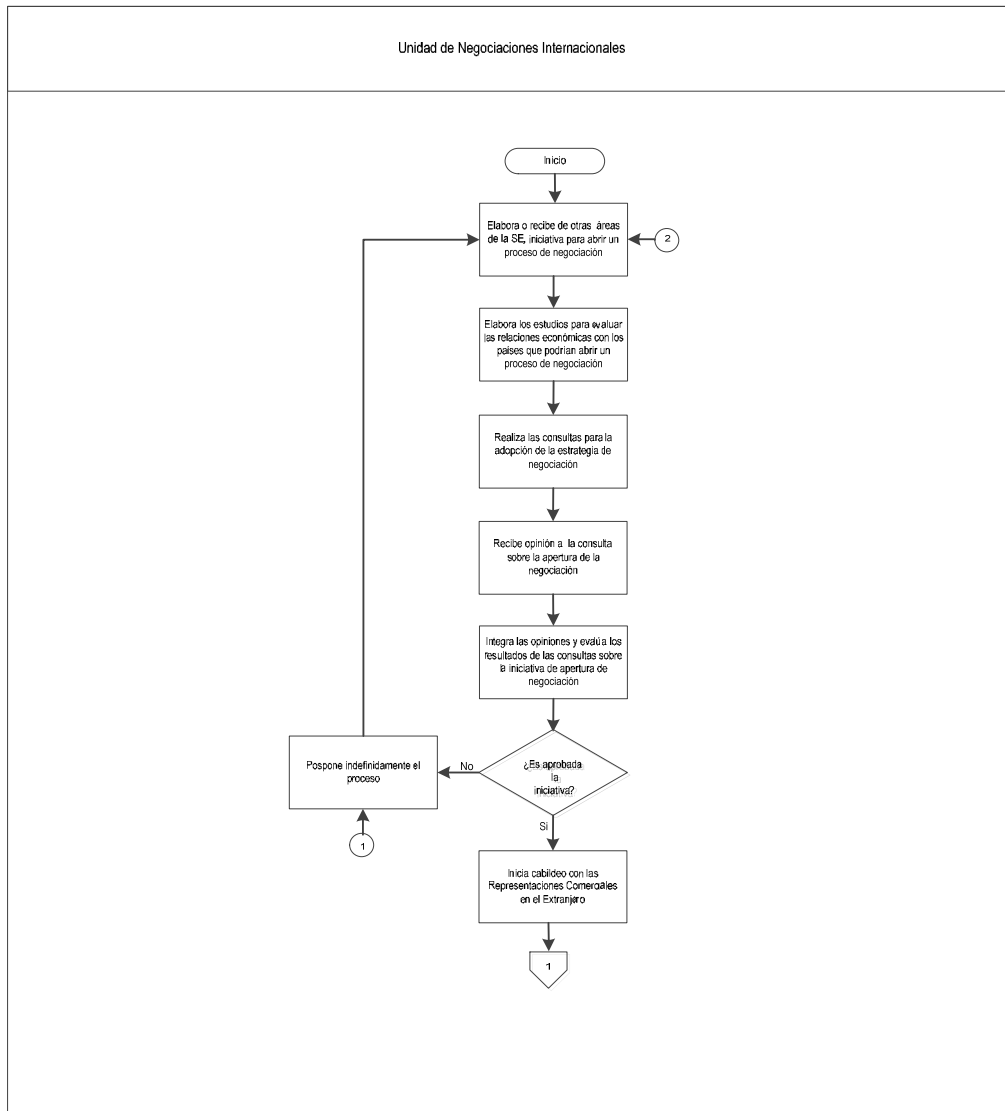 Unidad de Negociaciones Internacionales
Inicio
Elabora o recibe de otras áreas
de la SE, iniciativa para abrir un
proceso de negociación
2
Elabora los estudios para evaluar
las relaciones económicas con los
países que podrían abrir un
proceso de negociación
Realiza las consultas para la
adopción de la estrategia de
negociación
Recibe opinión a la consulta
sobre la apertura de la
negociación
Integra las opiniones y evalúa los
resultados de las consultas sobre
la iniciativa de apertura de
negociación
¿Es aprobada
la
iniciativa?
No
Pospone indefinidamente el
proceso
1
Si
Inicia cabildeo con las
Representaciones Comerciales
en el Extranjero
1